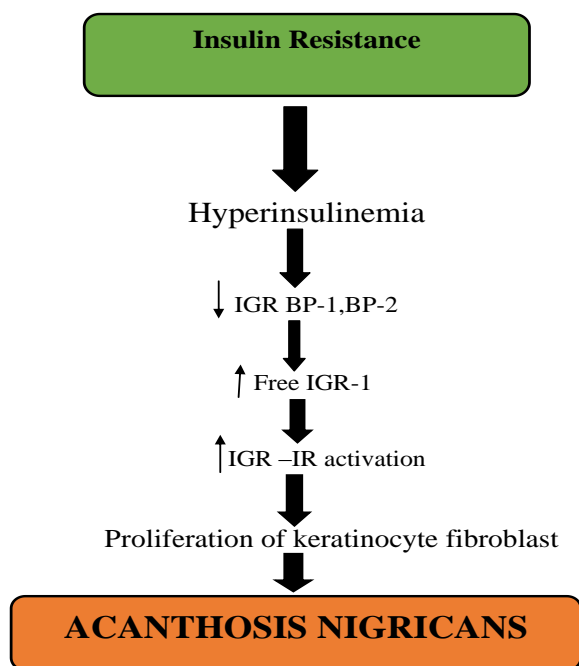 Insulin Resistance
Hyperinsulinemia
IGR BP-1,BP-2
Free IGR-1
IGR –IR activation
Proliferation of keratinocyte fibroblast
ACANTHOSIS NIGRICANS